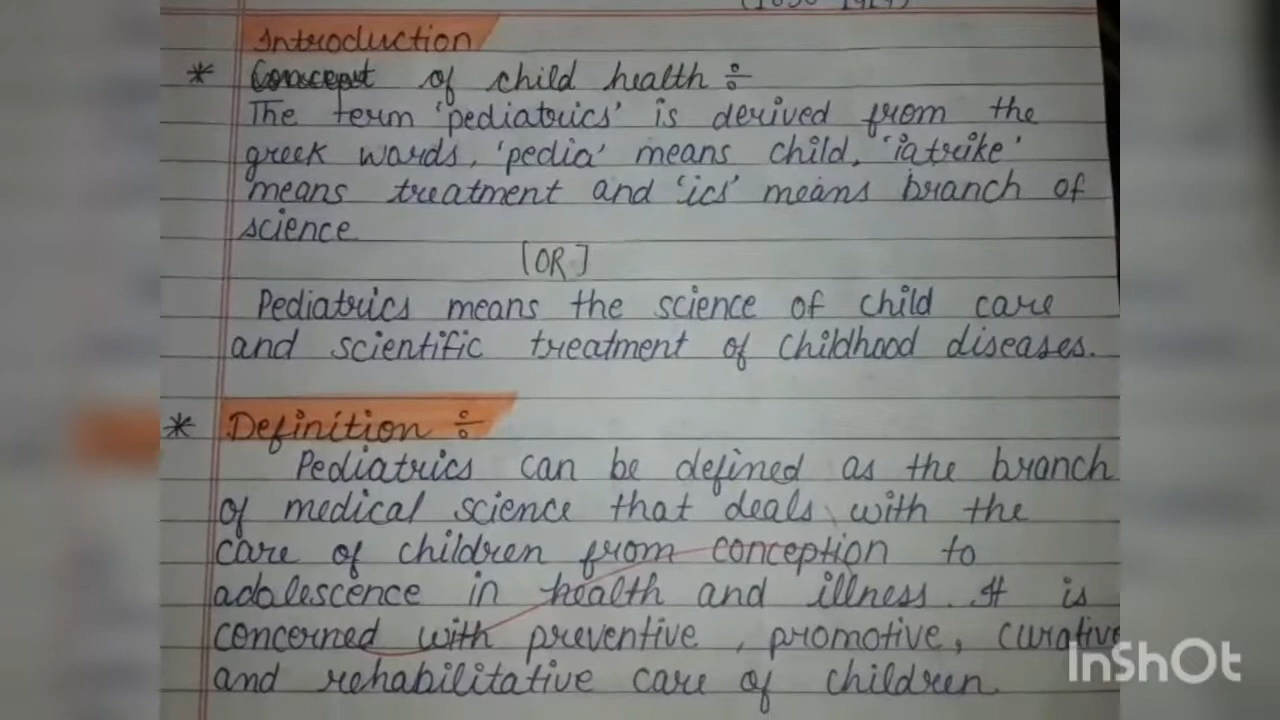 Introduction
* Concept of child health ÷
The term 'pediatrics' is derived from the
greek words, 'pedia' means child, 'iatrike'
means treatment and 'ics' means branch of
science
[OR]
Pediatrics means the science of child care
and scientific treatment of childhood diseases.
* Definition ÷
Pediatrics can be defined as the branch
of medical science that deals with the
care of children from conception to
adolescence in health and illness. It is
concerned with preventive, promotive, curative
and rehabilitative care of children.
InShOt